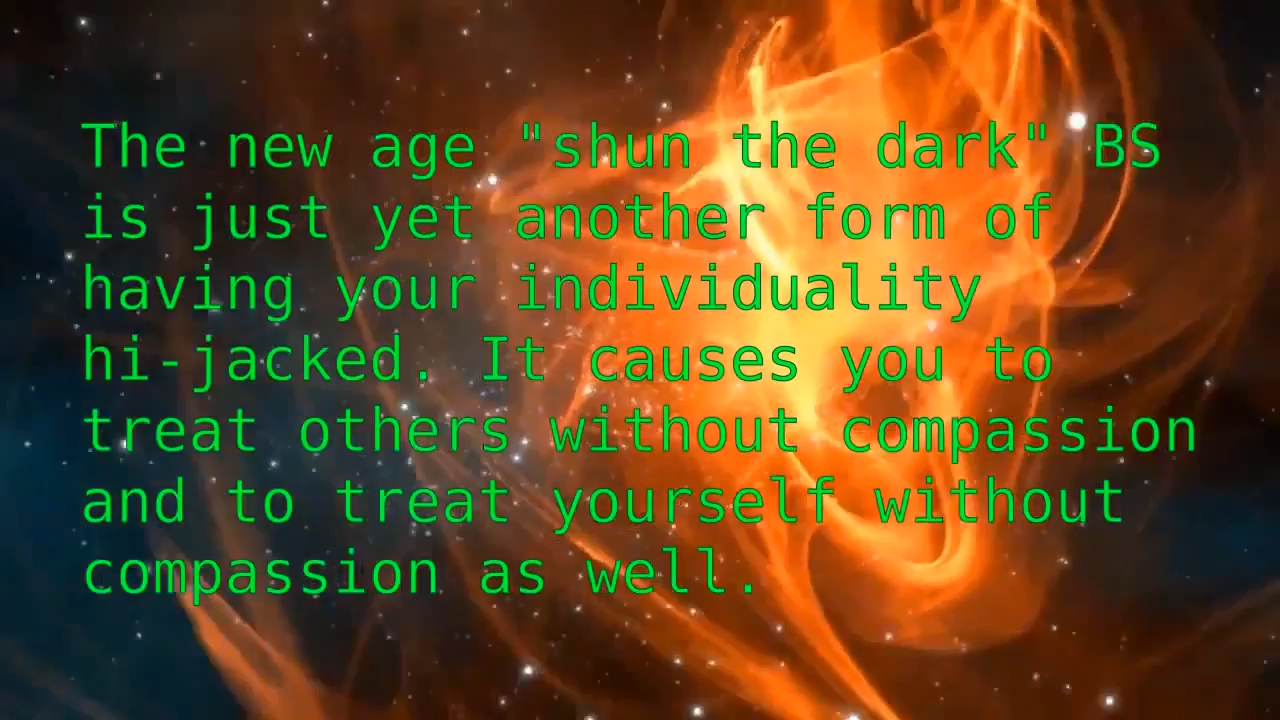 The new age "shun the dark" BS
is just yet another form of
having your individuality
hi-jacked. It causes you to
treat others without compassion
and to treat yourself without
compassion as well.